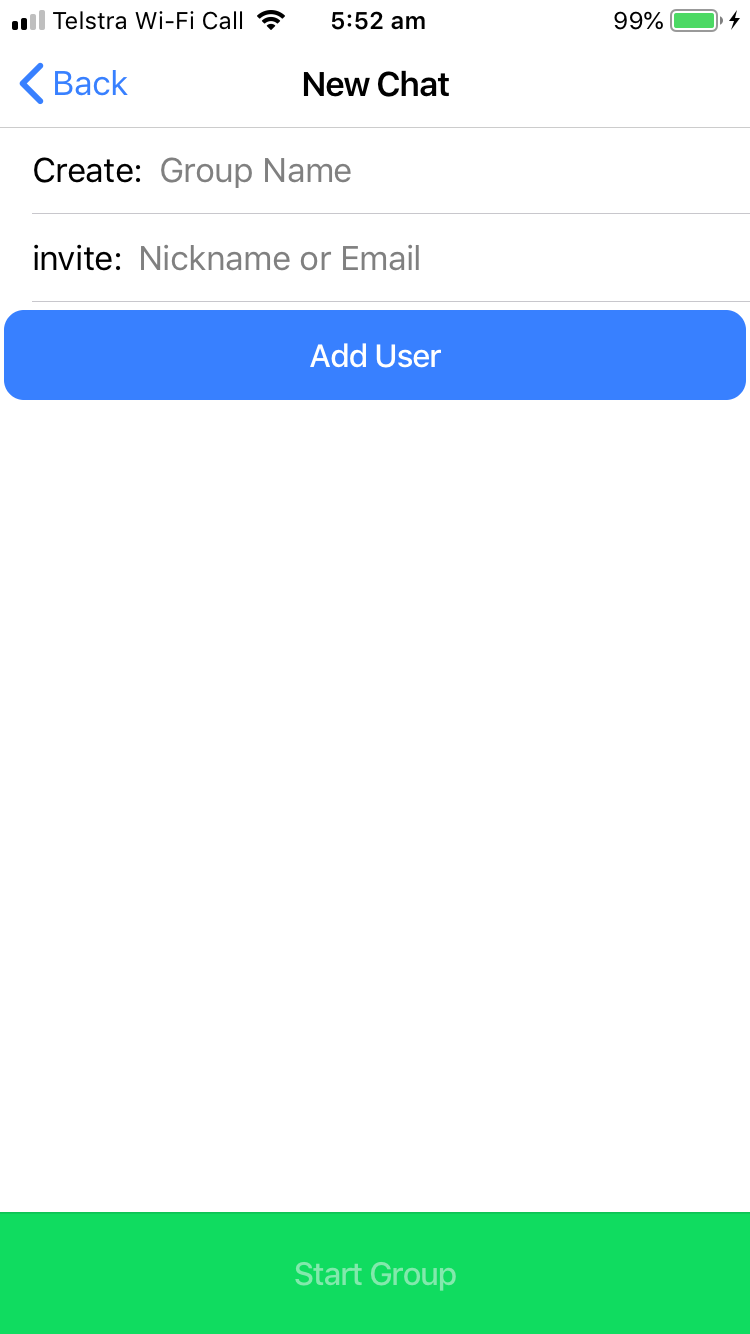 Telstra Wi-Fi Call 5:52 am 99%
Back New Chat
Create: Group Name
invite: Nickname or Email
Add User
Start Group